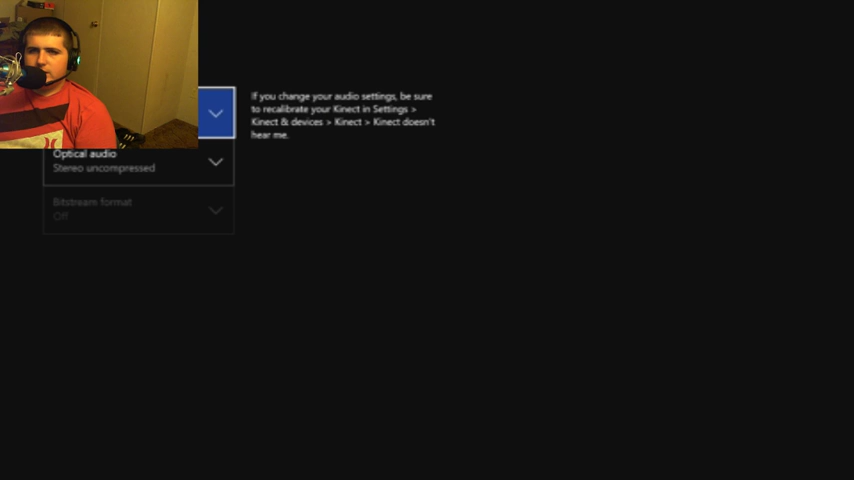 If you change your audio settings, be sure
to recalibrate your Kinect in Settings >
Kinect & devices > Kinect > Kinect doesn't
hear me.
Optical audio
Stereo uncompressed
Bitstream format
Off